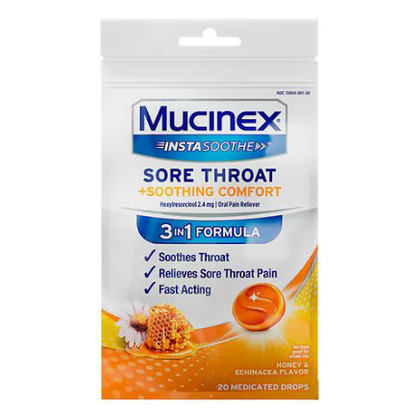 Mucinex®
INSTASOOTHE
SORE THROAT
+SOOTHING COMFORT
Hexylresorcinol 2.4 mg | Oral Pain Reliever
3 IN 1 FORMULA
✓ Soothes Throat
✓ Relieves Sore Throat Pain
✓ Fast Acting
HONEY &
ECHINACEA FLAVOR
20 MEDICATED DROPS